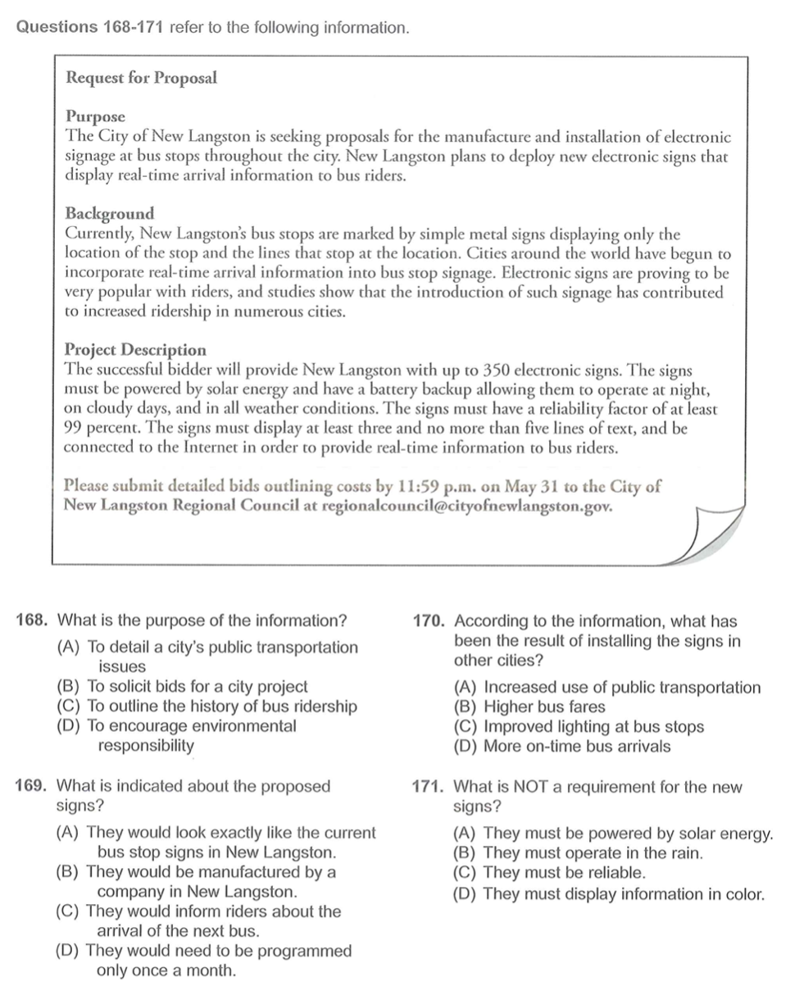 Questions 168-171 refer to the following information.
Request for Proposal
Purpose
The City of New Langston is seeking proposals for the manufacture and installation of electronic
signage at bus stops throughout the city. New Langston plans to deploy new electronic signs that
display real-time arrival information to bus riders.
Background
Currently, New Langston's bus stops are marked by simple metal signs displaying only the
location of the stop and the lines that stop at the location. Cities around the world have begun to
incorporate real-time arrival information into bus stop signage. Electronic signs are proving to be
very popular with riders, and studies show that the introduction of such signage has contributed
to increased ridership in numerous cities.
Project Description
The successful bidder will provide New Langston with up to 350 electronic signs. The signs
must be powered by solar energy and have a battery backup allowing them to operate at night,
on cloudy days, and in all weather conditions. The signs must have a reliability factor of at least
99 percent. The signs must display at least three and no more than five lines of text, and be
connected to the Internet in order to provide real-time information to bus riders.
Please submit detailed bids outlining costs by 11:59 p.m. on May 31 to the City of
New Langston Regional Council at regionalcouncil@cityofnewlangston.gov.
168. What is the purpose of the information?
(A) To detail a city's public transportation
issues
(B) To solicit bids for a city project
(C) To outline the history of bus ridership
(D) To encourage environmental
responsibility
169. What is indicated about the proposed
signs?
(A) They would look exactly like the current
bus stop signs in New Langston.
(B) They would be manufactured by a
company in New Langston.
(C) They would inform riders about the
arrival of the next bus.
(D) They would need to be programmed
only once a month.
170. According to the information, what has
been the result of installing the signs in
other cities?
(A) Increased use of public transportation
(B) Higher bus fares
(C) Improved lighting at bus stops
(D) More on-time bus arrivals
171. What is NOT a requirement for the new
signs?
(A) They must be powered by solar energy.
(B) They must operate in the rain.
(C) They must be reliable.
(D) They must display information in color.